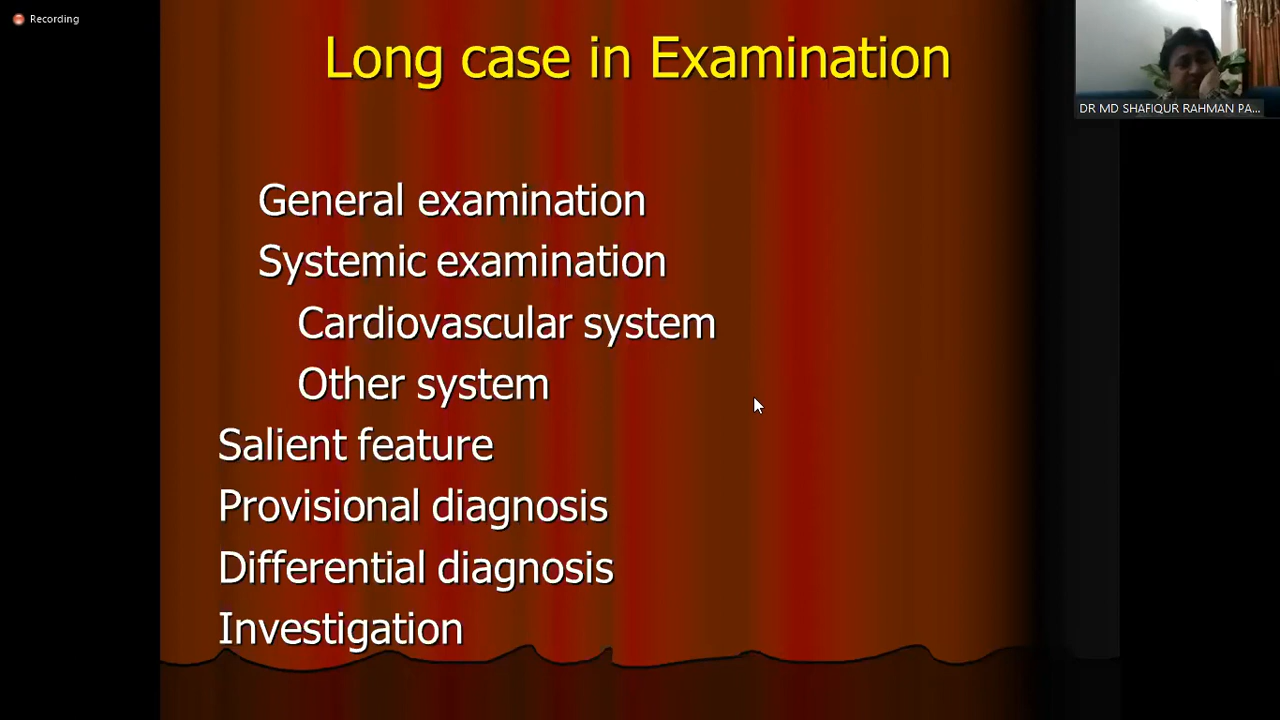 Recording
Long case in Examination
DR MD SHAFIQUR RAHMAN PA...
General examination
Systemic examination
Cardiovascular system
Other system
Salient feature
Provisional diagnosis
Differential diagnosis
Investigation